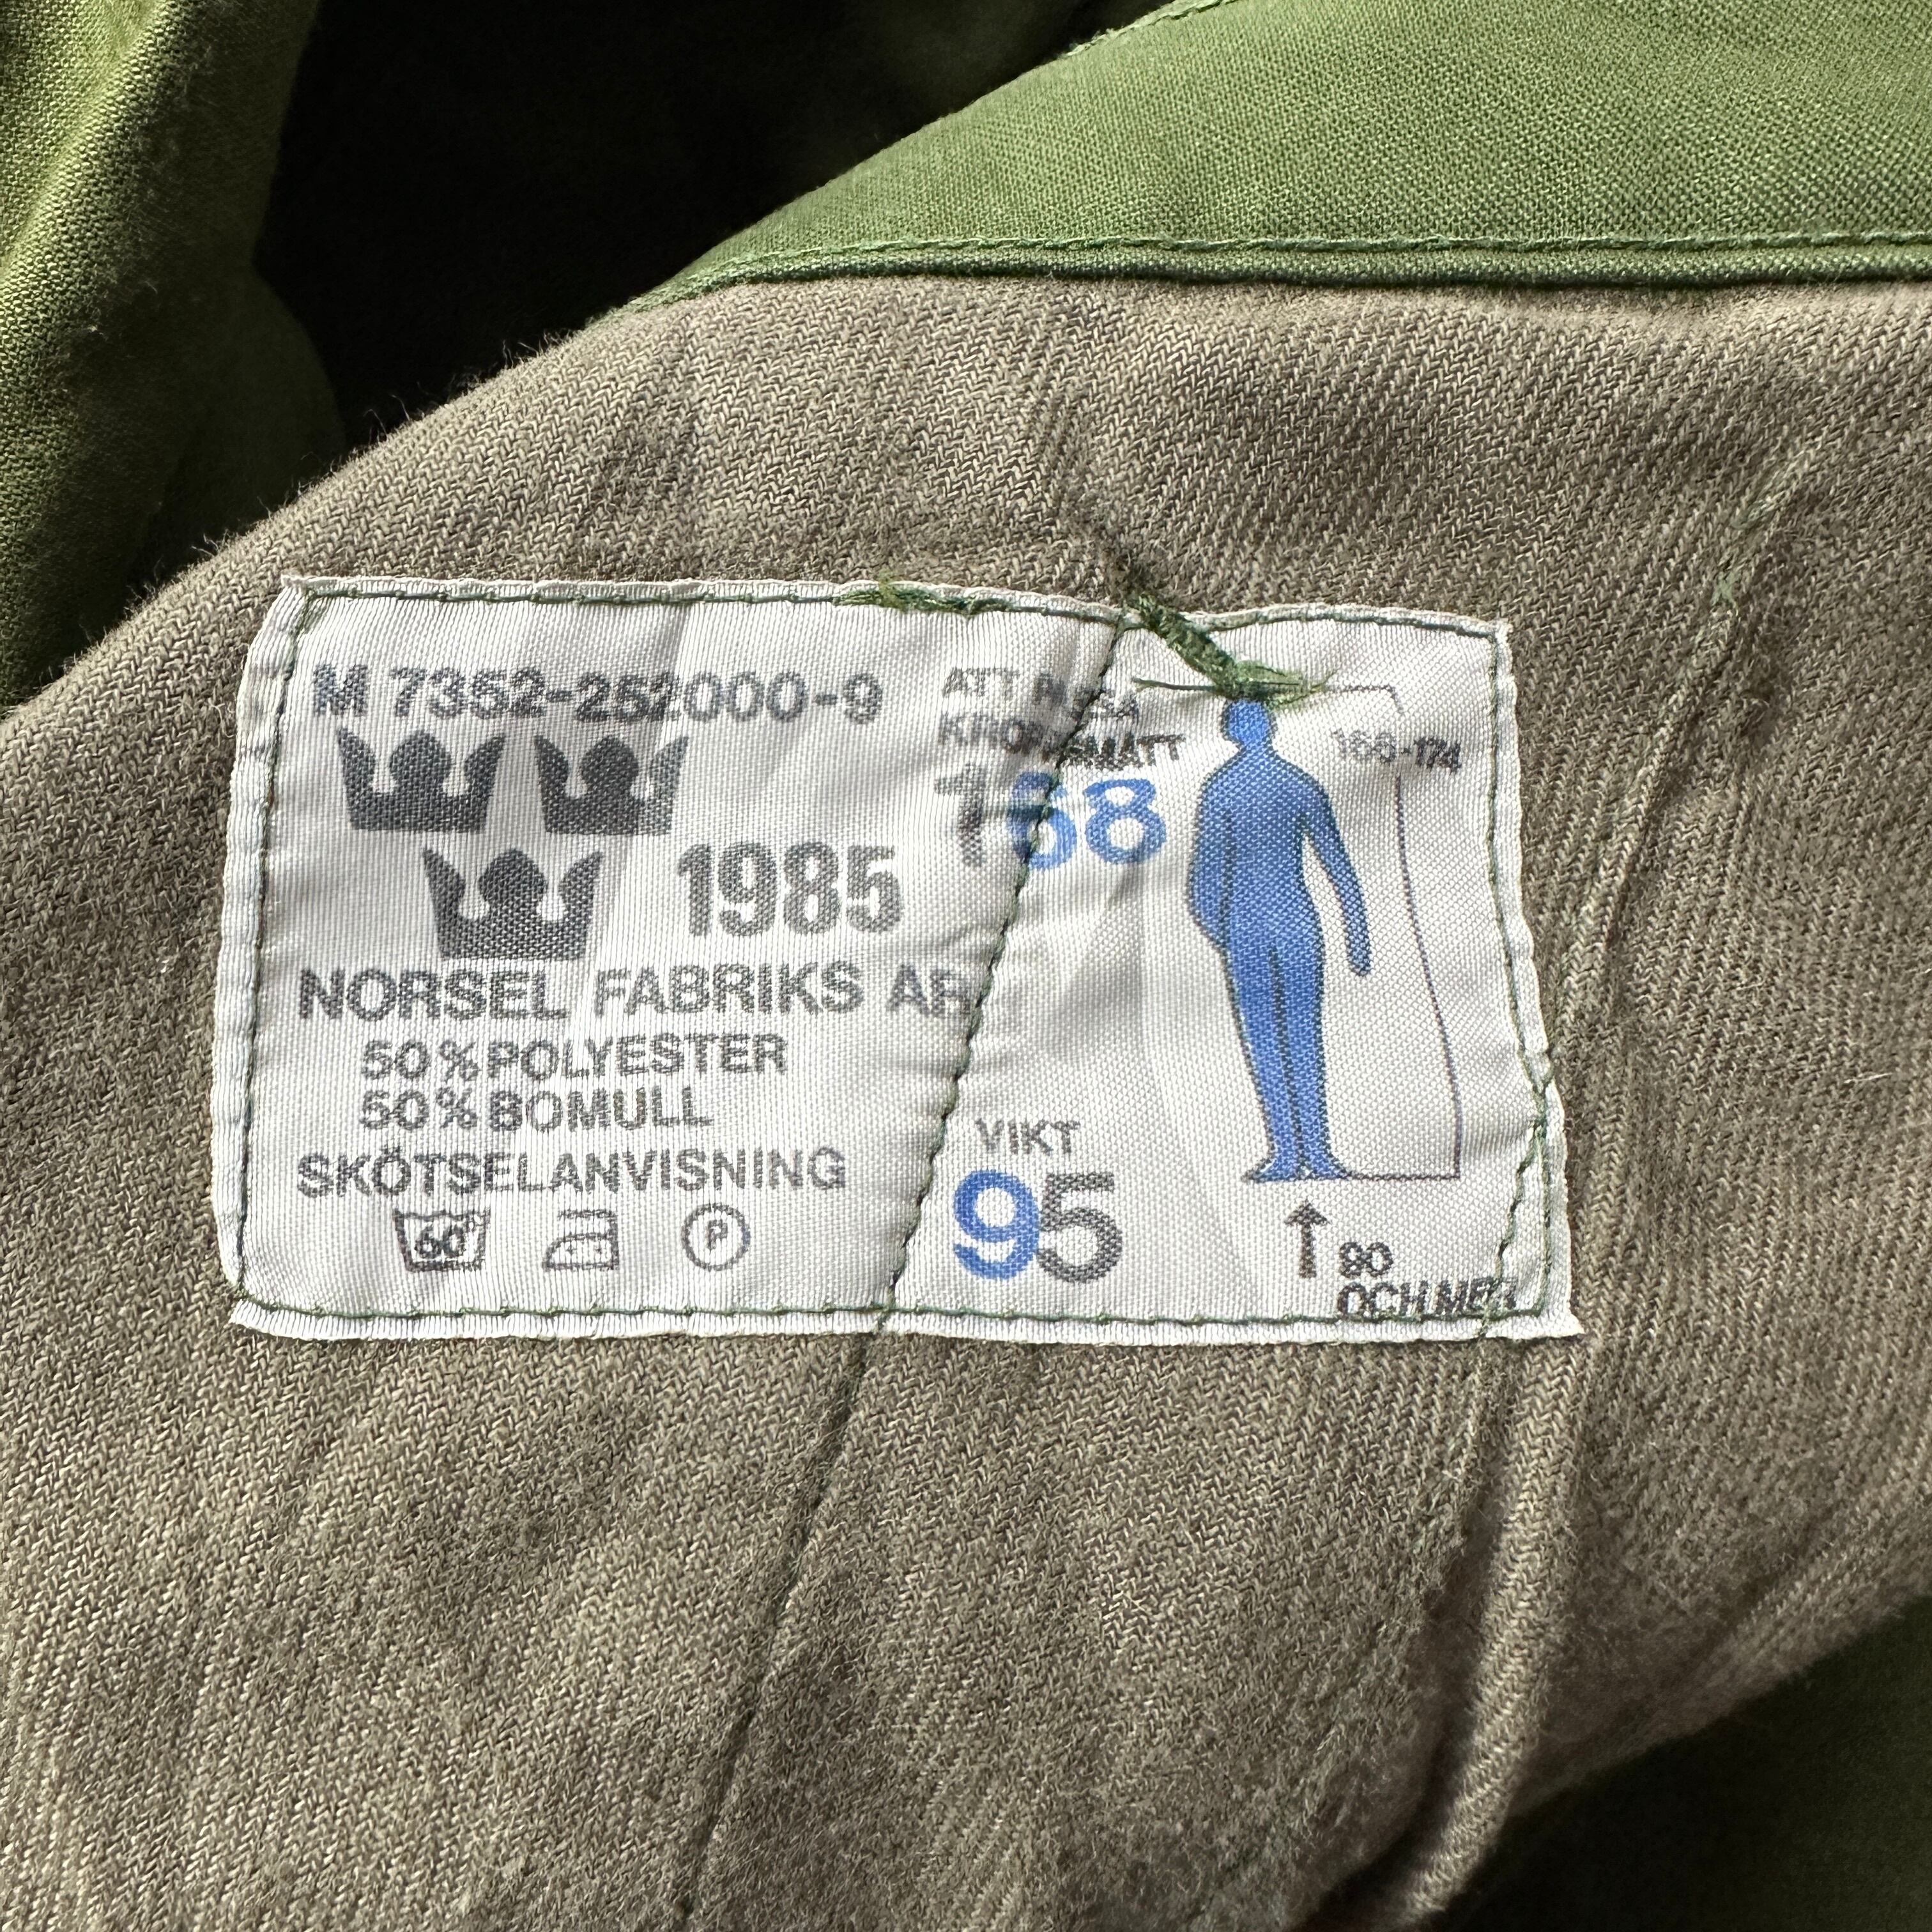 M 7352-252000-9
1985
NORSEL FABRIKS AB
50% POLYESTER
50% BOMULL
SKÖTSELANVISNING
60°
P
ATT PASSA
KROPPSMÅTT
168
166-174
VIKT
95
90
OCH MER